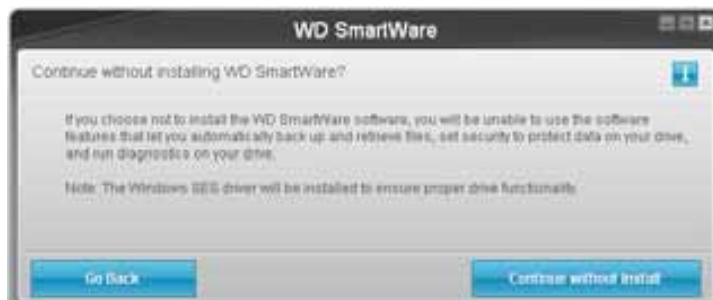 WD SmartWare
Continue without installing WD SmartWare?
If you choose not to install the WD SmartWare software, you will be unable to use the software
features that let you automatically back up and retrieve files, set security to protect data on your drive,
and run diagnostics on your drive.
Note: The Windows SES driver will be installed to ensure proper drive functionality.
Go Back
Continue without Install